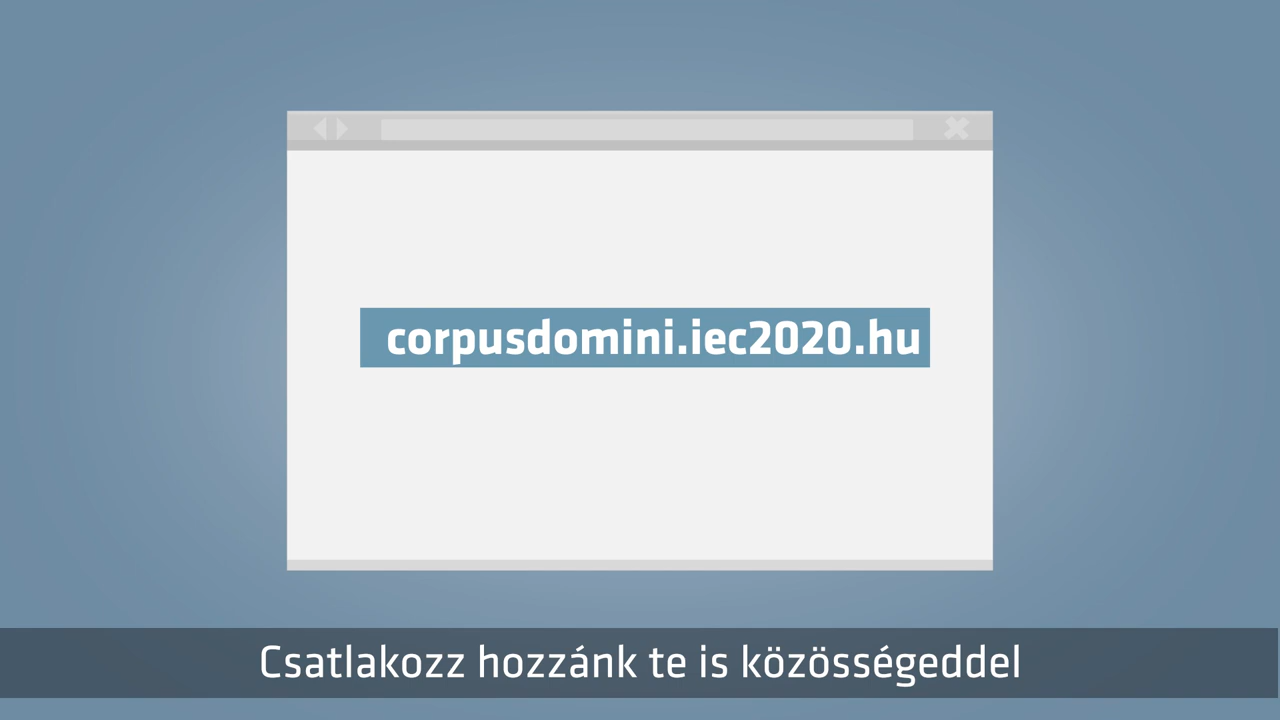 corpusdomini.iec2020.hu
Csatlakozz hozzánk te is közösségeddel